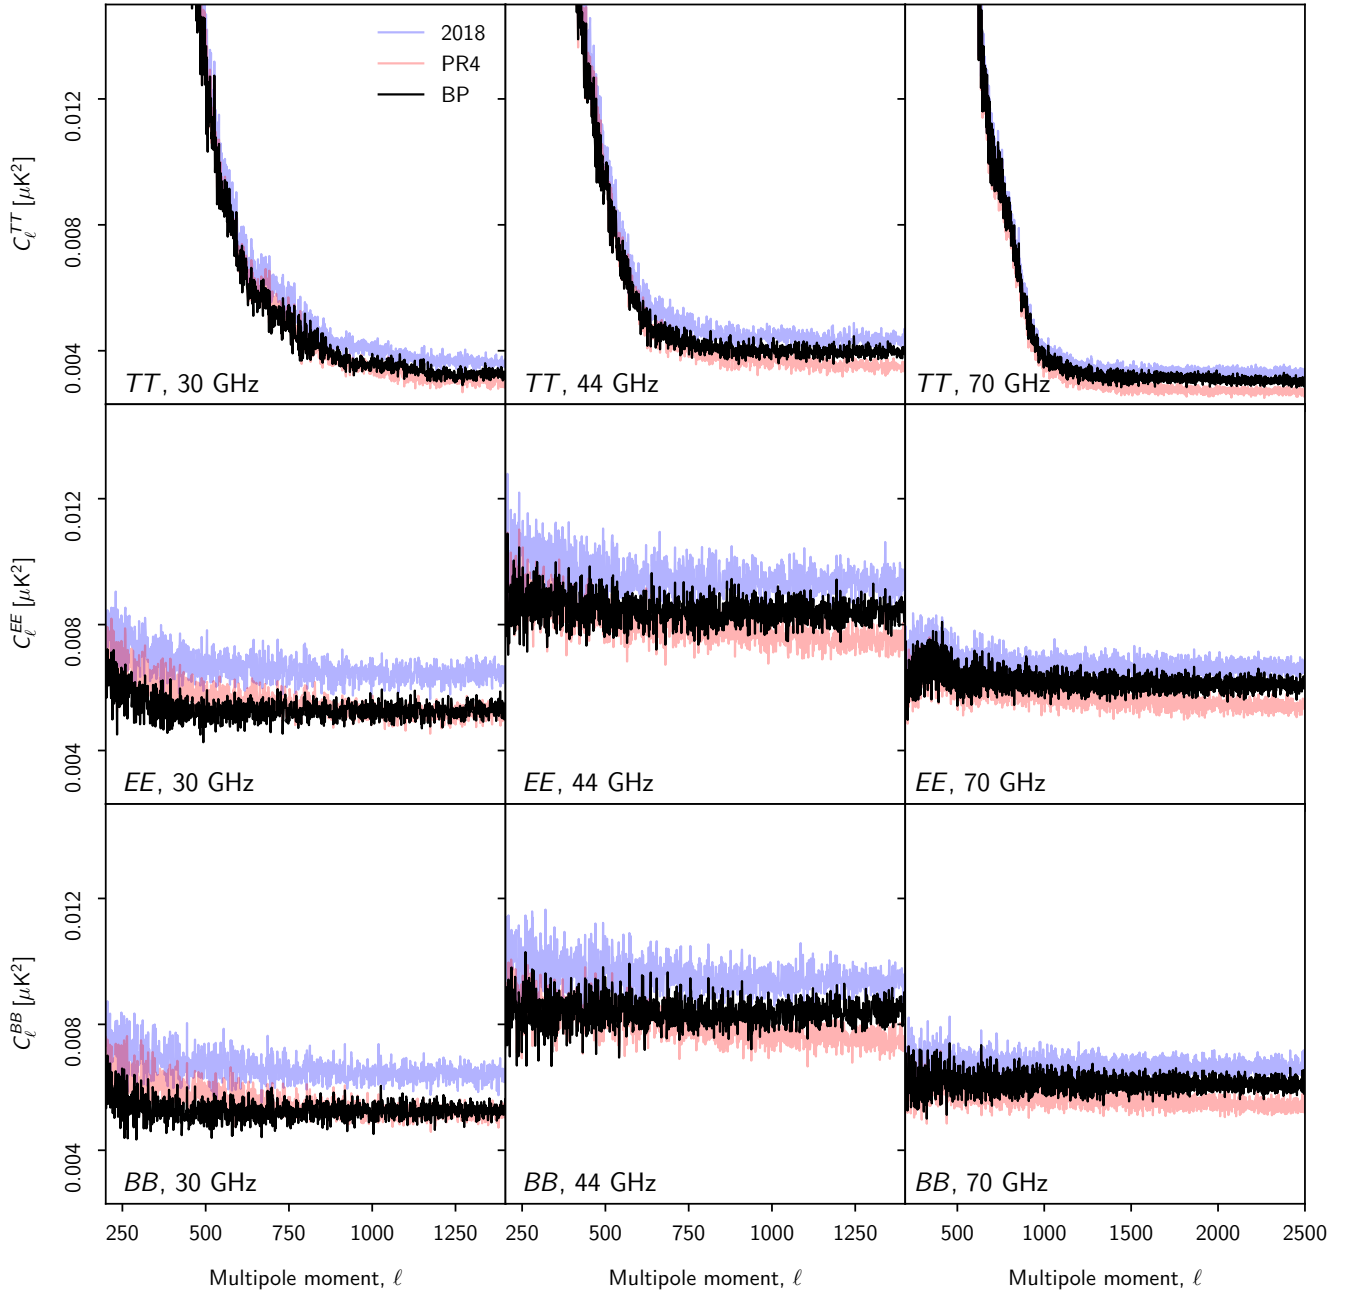 2018
PR4
BP
0.012
0.008
0.004
C_ℓ^{TT} [μK²]
TT, 30 GHz
TT, 44 GHz
TT, 70 GHz
0.012
0.008
0.004
C_ℓ^{EE} [μK²]
EE, 30 GHz
EE, 44 GHz
EE, 70 GHz
0.012
0.008
0.004
C_ℓ^{BB} [μK²]
BB, 30 GHz
BB, 44 GHz
BB, 70 GHz
250 500 750 1000 1250 250 500 750 1000 1250 500 1000 1500 2000 2500
Multipole moment, ℓ Multipole moment, ℓ Multipole moment, ℓ